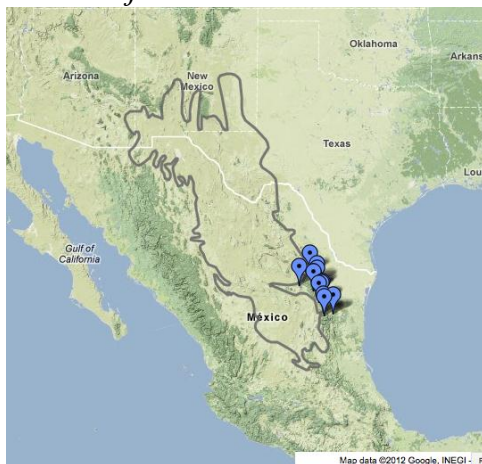 Oklahoma
Arizona
New
Mexico
Arkans
Texas
Lou
Gulf of
California
México
Map data ©2012 Google, INEGI -